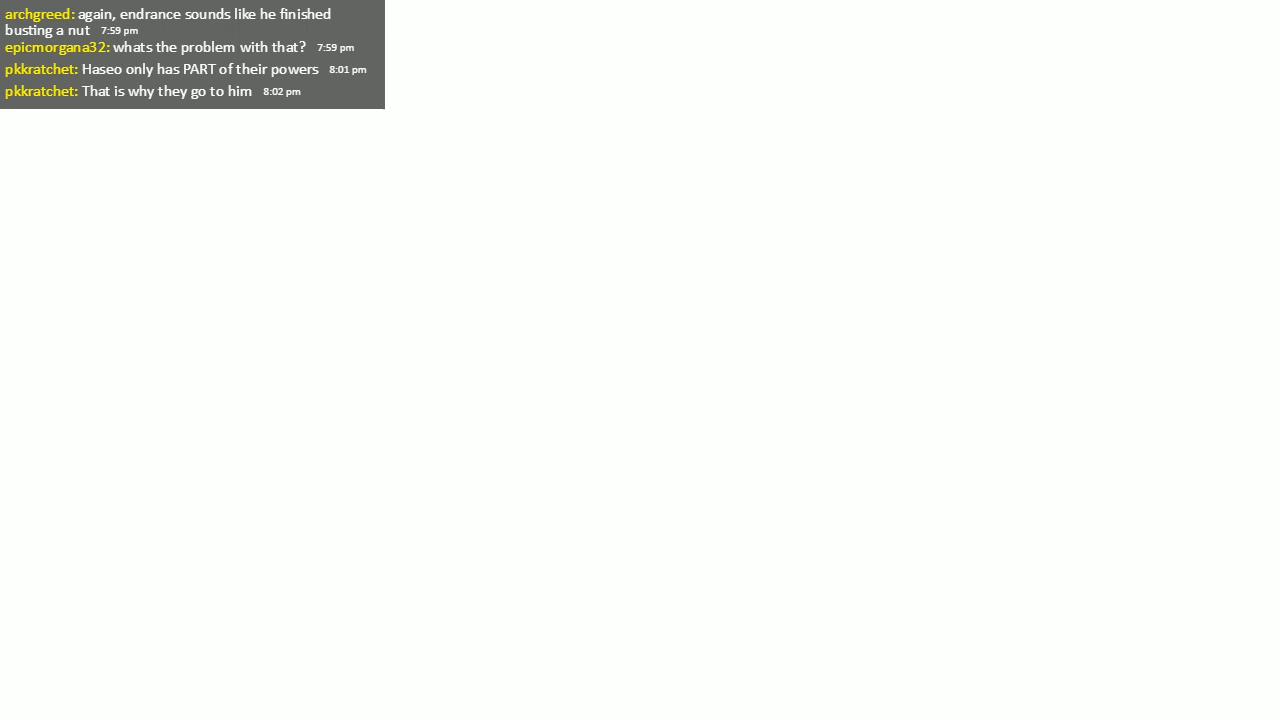 archgreed: again, endrance sounds like he finished
busting a nut 7:59 pm
epicmorgana32: whats the problem with that? 7:59 pm
pkkratchet: Haseo only has PART of their powers 8:01 pm
pkkratchet: That is why they go to him 8:02 pm